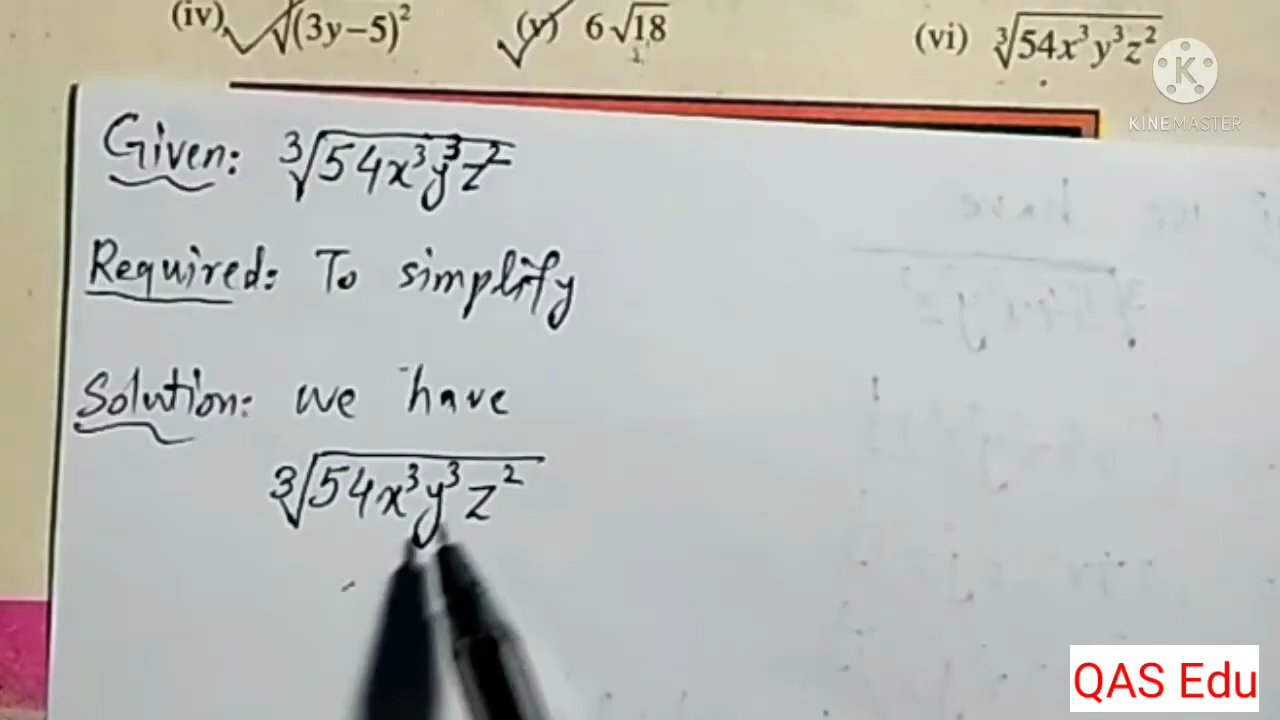 (iv) √(3y−5)² (v) 6√18 (vi) ∛54x³y³z²
KINEMASTER
Given: ∛54x³y³z²
Required: To simplify
Solution: we have
∛54x³y³z²
QAS Edu